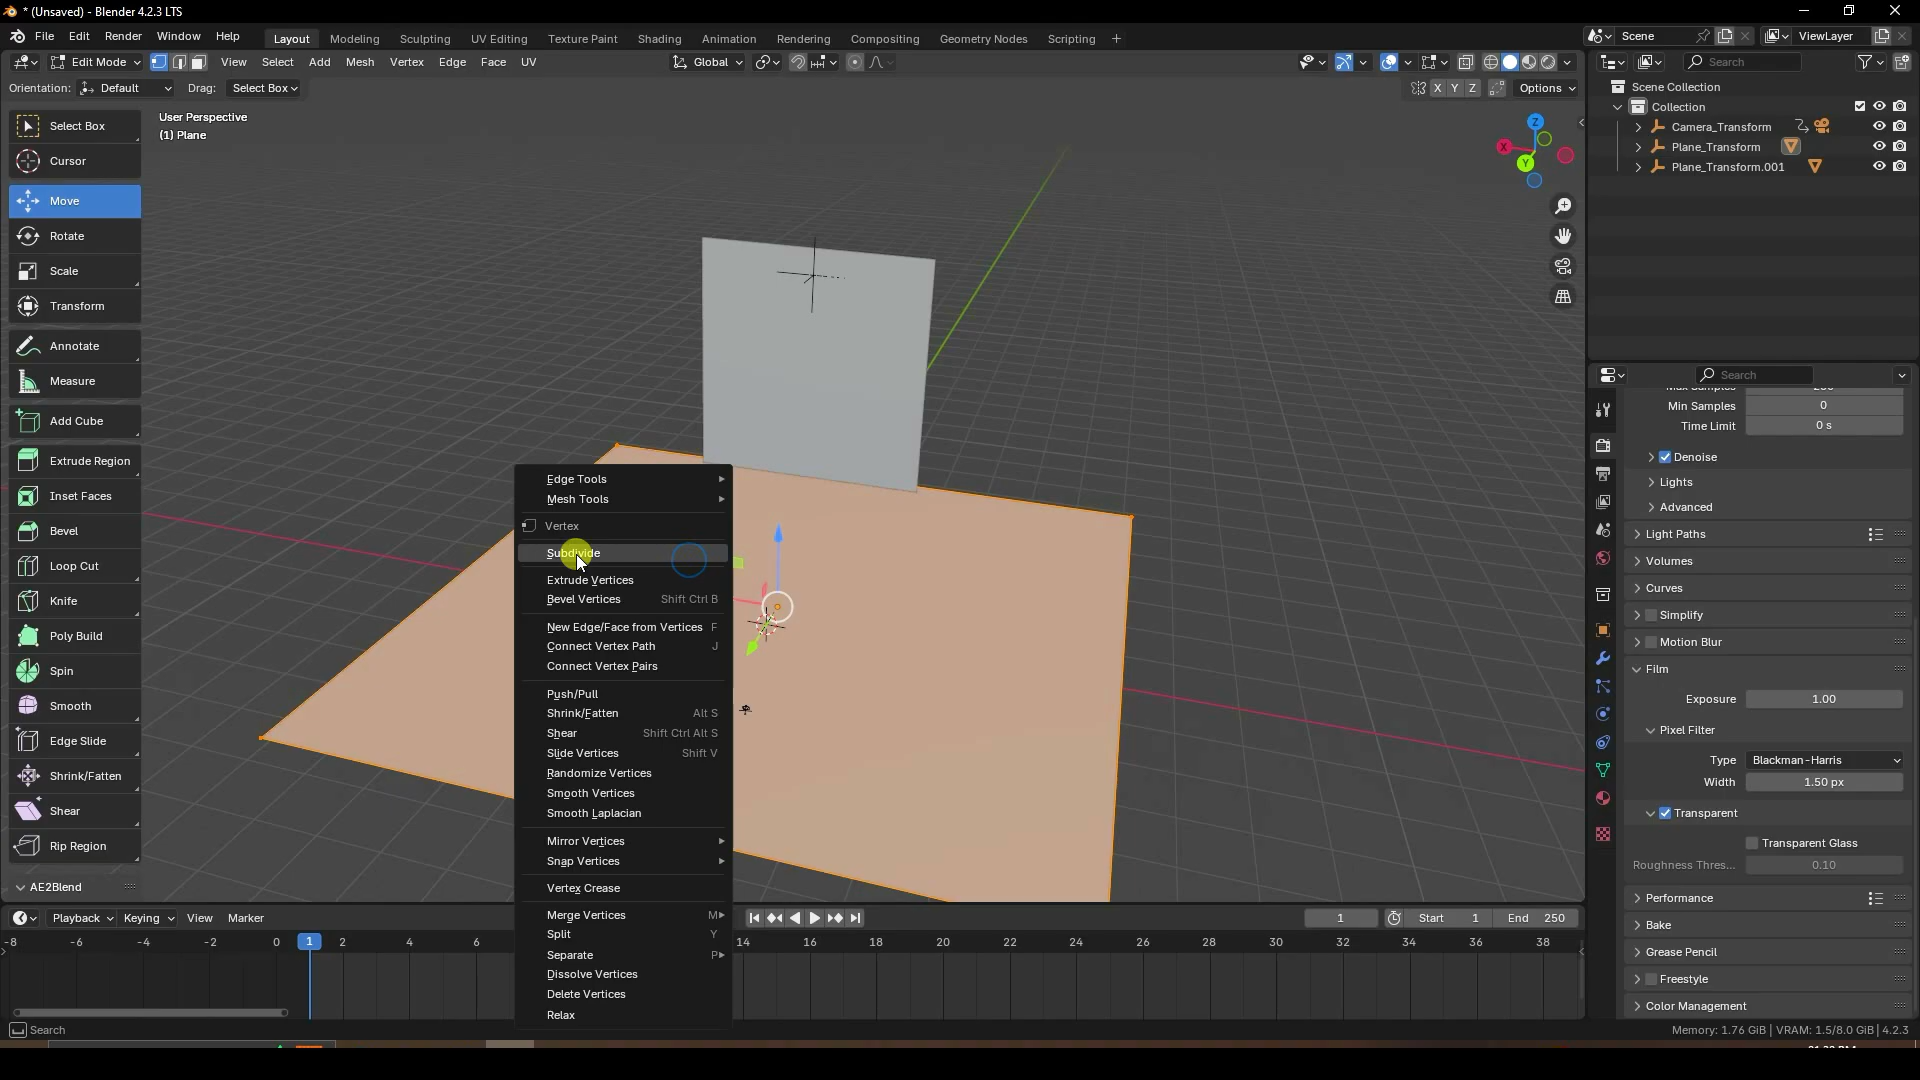 * (Unsaved) - Blender 4.2.3 LTS
File Edit Render Window Help Layout Modeling Sculpting UV Editing Texture Paint Shading Animation Rendering Compositing Geometry Nodes Scripting + Scene ViewLayer
Edit Mode View Select Add Mesh Vertex Edge Face UV Global Search
Orientation: Default Drag: Select Box X Y Z Options Scene Collection
User Perspective
(1) Plane
Collection
Camera_Transform
Plane_Transform
Plane_Transform.001
Z
X
Y
Select Box
Cursor
Move
Rotate
Scale
Transform
Annotate
Measure
Add Cube
Extrude Region
Inset Faces
Bevel
Loop Cut
Knife
Poly Build
Spin
Smooth
Edge Slide
Shrink/Fatten
Shear
Rip Region
AE2Blend
Edge Tools
Mesh Tools
Vertex
Subdivide
Extrude Vertices
Bevel Vertices Shift Ctrl B
New Edge/Face from Vertices F
Connect Vertex Path J
Connect Vertex Pairs
Push/Pull
Shrink/Fatten Alt S
Shear Shift Ctrl Alt S
Slide Vertices Shift V
Randomize Vertices
Smooth Vertices
Smooth Laplacian
Mirror Vertices
Snap Vertices
Vertex Crease
Merge Vertices M
Split Y
Separate P
Dissolve Vertices
Delete Vertices
Relax
Search
Min Samples 0
Time Limit 0 s
Denoise
Lights
Advanced
Light Paths
Volumes
Curves
Simplify
Motion Blur
Film
Exposure 1.00
Pixel Filter
Type Blackman-Harris
Width 1.50 px
Transparent
Transparent Glass
Roughness Thres... 0.10
Performance
Bake
Grease Pencil
Freestyle
Color Management
Playback Keying View Marker 1 Start 1 End 250
-8 -6 -4 -2 0 1 2 4 6 14 16 18 20 22 24 26 28 30 32 34 36 38
Search Memory: 1.76 GiB | VRAM: 1.5/8.0 GiB | 4.2.3